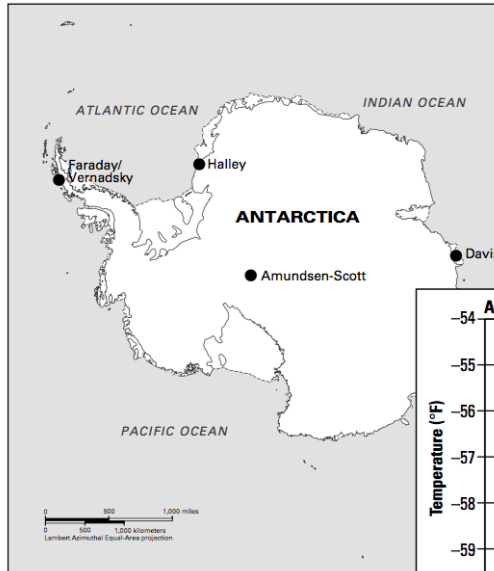 ATLANTIC OCEAN
INDIAN OCEAN
Faraday/
Vernadsky
Halley
ANTARCTICA
Davis
Amundsen-Scott
PACIFIC OCEAN
0 500 1,000 miles
0 500 1,000 kilometers
Lambert Azimuthal Equal-Area projection
A
Temperature (°F)
–54
–55
–56
–57
–58
–59